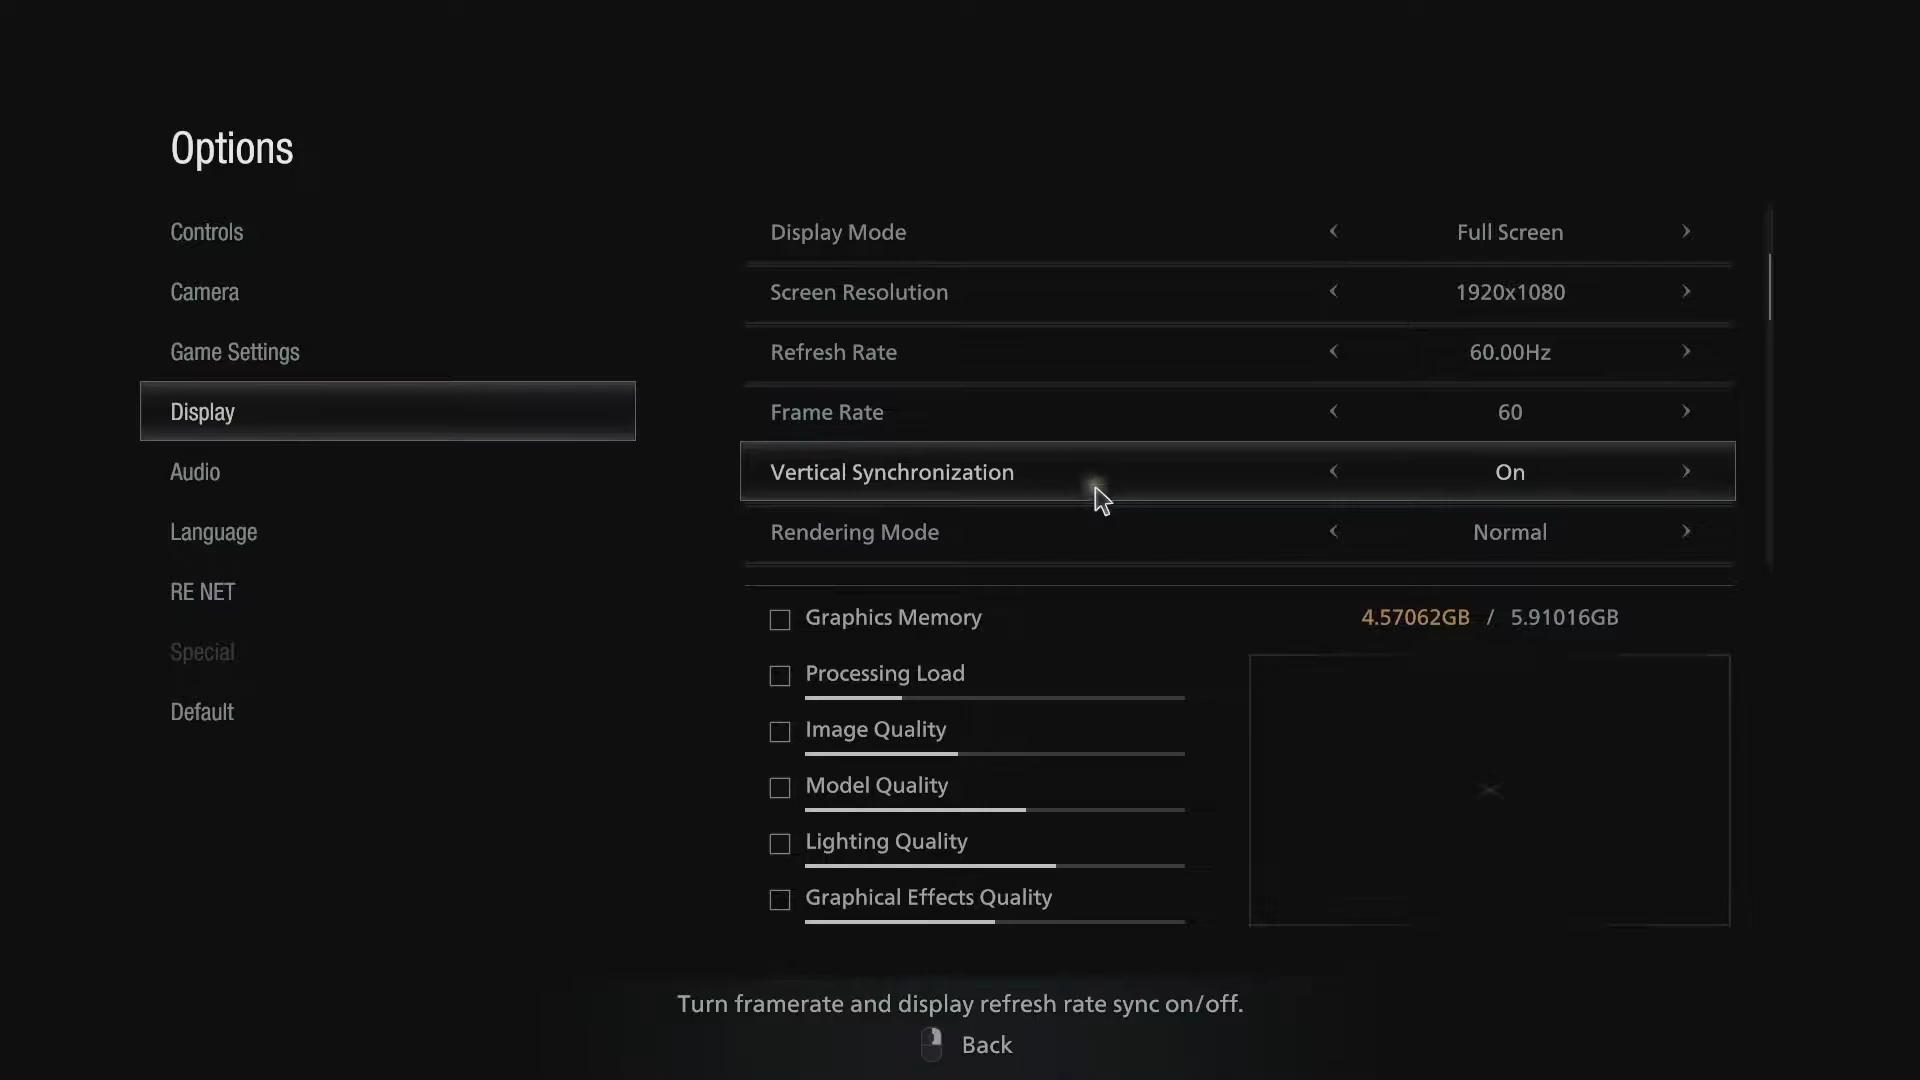 Options
Controls
Camera
Game Settings
Display
Audio
Language
RE NET
Special
Default
Display Mode Full Screen
Screen Resolution 1920x1080
Refresh Rate 60.00Hz
Frame Rate 60
Vertical Synchronization On
Rendering Mode Normal
Graphics Memory 4.57062GB / 5.91016GB
Processing Load
Image Quality
Model Quality
Lighting Quality
Graphical Effects Quality
Turn framerate and display refresh rate sync on/off.
Back